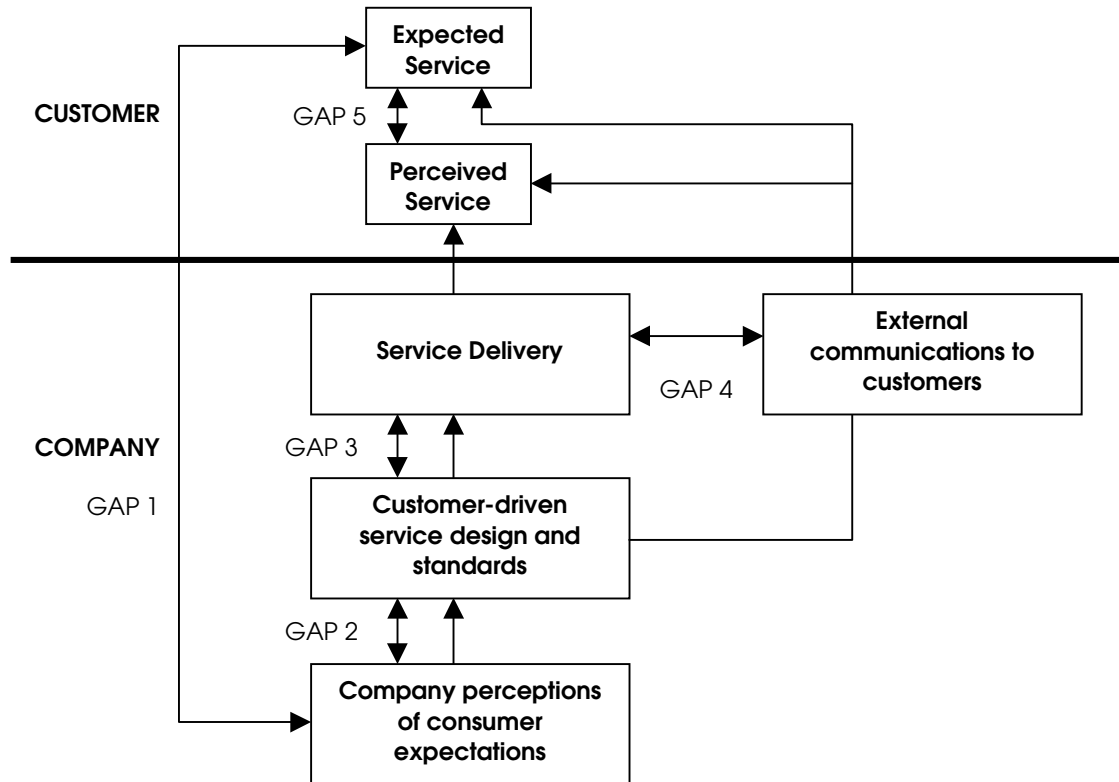 Expected
Service
CUSTOMER
GAP 5
Perceived
Service
Service Delivery
External
communications to
customers
GAP 4
GAP 3
COMPANY
GAP 1
Customer-driven
service design and
standards
GAP 2
Company perceptions
of consumer
expectations